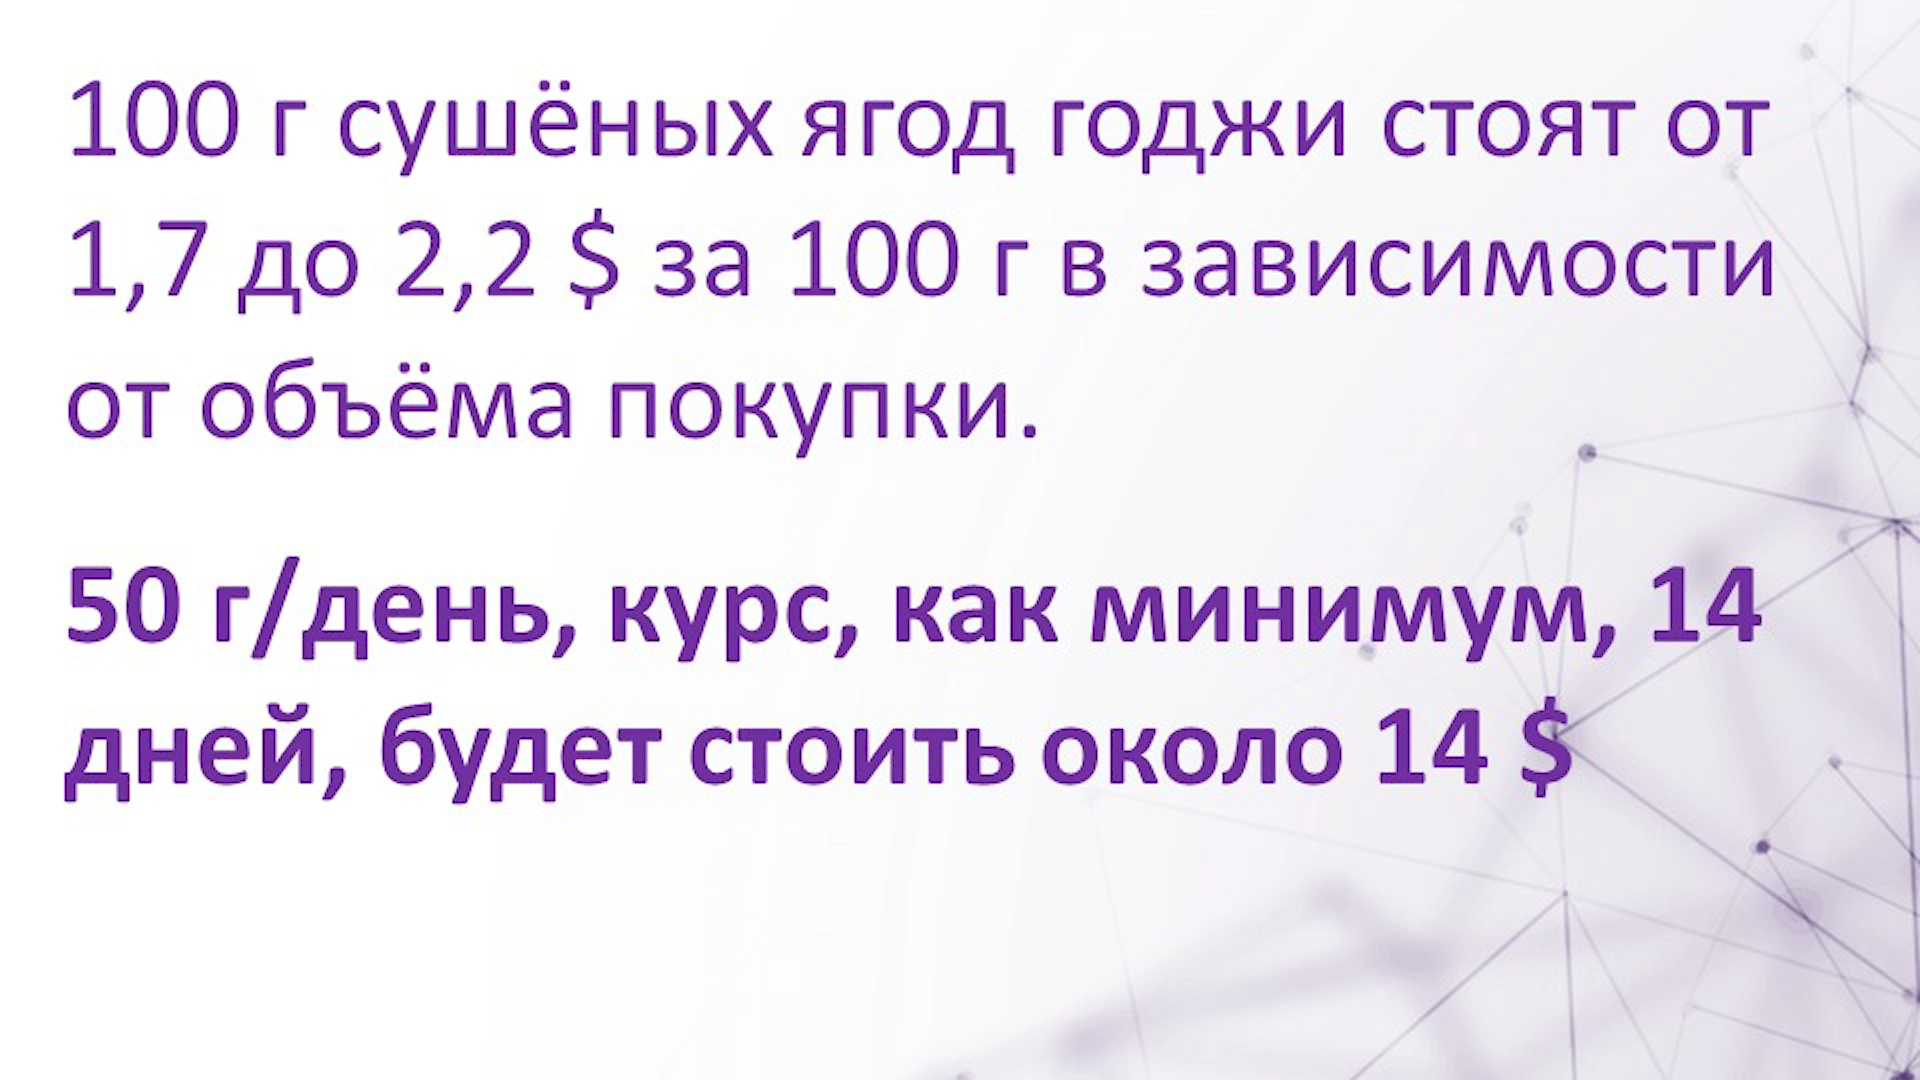 100 г сушёных ягод годжи стоят от
1,7 до 2,2 $ за 100 г в зависимости
от объёма покупки.
50 г/день, курс, как минимум, 14
дней, будет стоить около 14 $